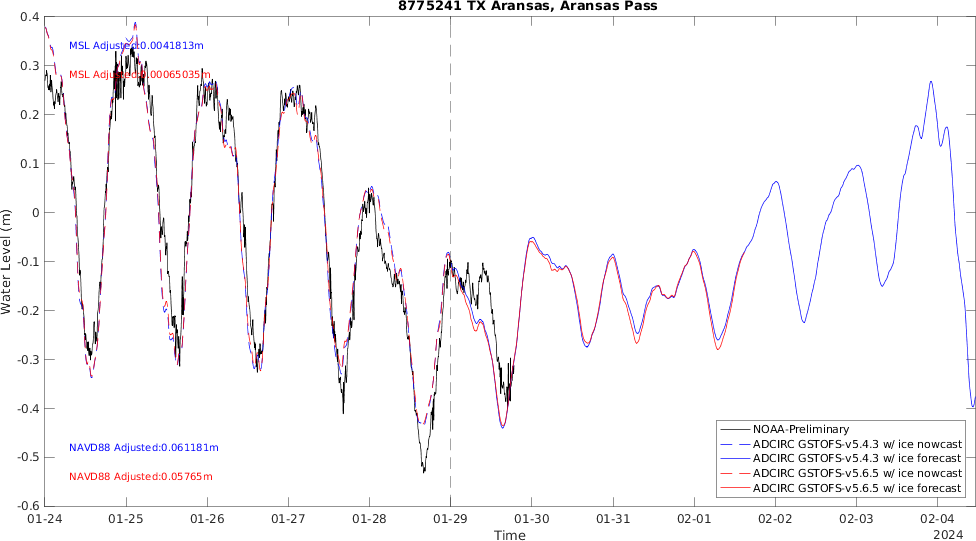 8775241 TX Aransas, Aransas Pass
0.4
0.3
0.2
0.1
0
-0.1
-0.2
-0.3
-0.4
-0.5
-0.6
Water Level (m)
MSL Adjusted:0.0041813m
MSL Adjusted:0.00065035m
NAVD88 Adjusted:0.061181m
NAVD88 Adjusted:0.05765m
NOAA-Preliminary
ADCIRC GSTOFS-v5.4.3 w/ ice nowcast
ADCIRC GSTOFS-v5.4.3 w/ ice forecast
ADCIRC GSTOFS-v5.6.5 w/ ice nowcast
ADCIRC GSTOFS-v5.6.5 w/ ice forecast
01-24 01-25 01-26 01-27 01-28 01-29 01-30 01-31 02-01 02-02 02-03 02-04
Time
2024